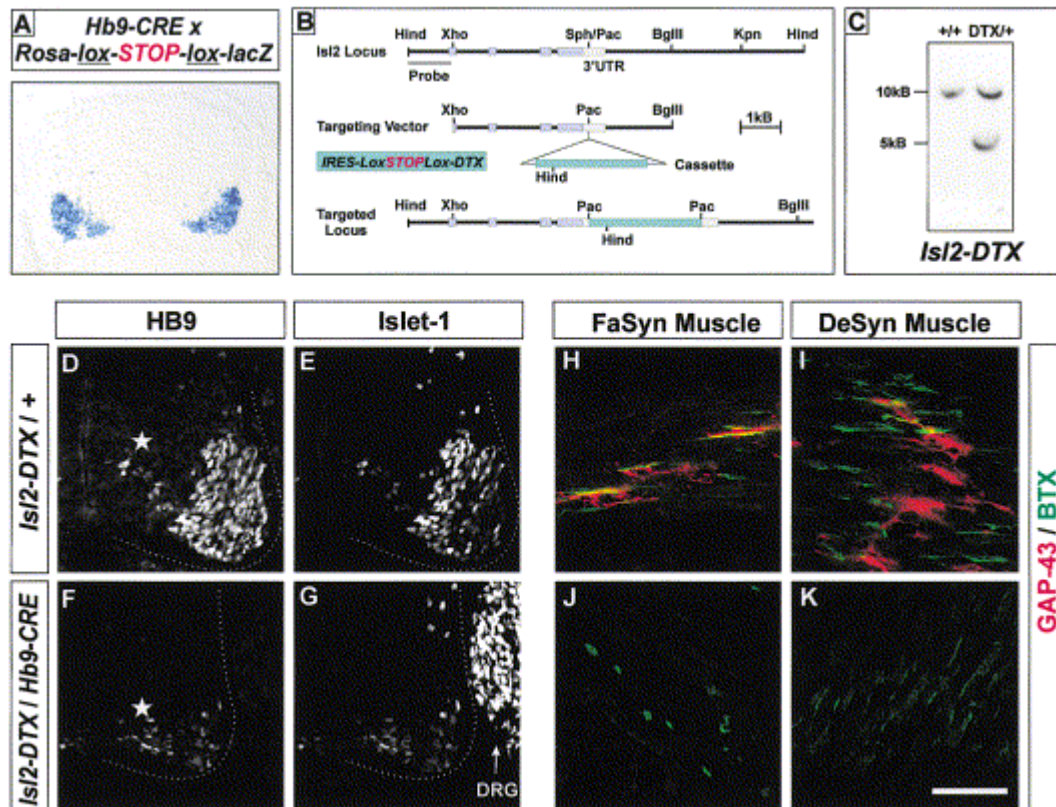 A
Hb9-CRE x
Rosa-lox-STOP-lox-lacZ
B
Isl2 Locus
Hind Xho Sph/Pac BglII Kpn Hind
Probe
3'UTR
Xho Pac BglII
Targeting Vector
1kB
IRES-LoxSTOPLox-DTX
Cassette
Hind
Hind Xho Pac Pac BglII
Targeted
Locus
Hind
C
+/+ DTX/+
10kB
5kB
Isl2-DTX
HB9
Islet-1
FaSyn Muscle
DeSyn Muscle
Isl2-DTX / +
D
E
H
I
Isl2-DTX / Hb9-CRE
F
G
DRG
J
K
GAP-43 / BTX